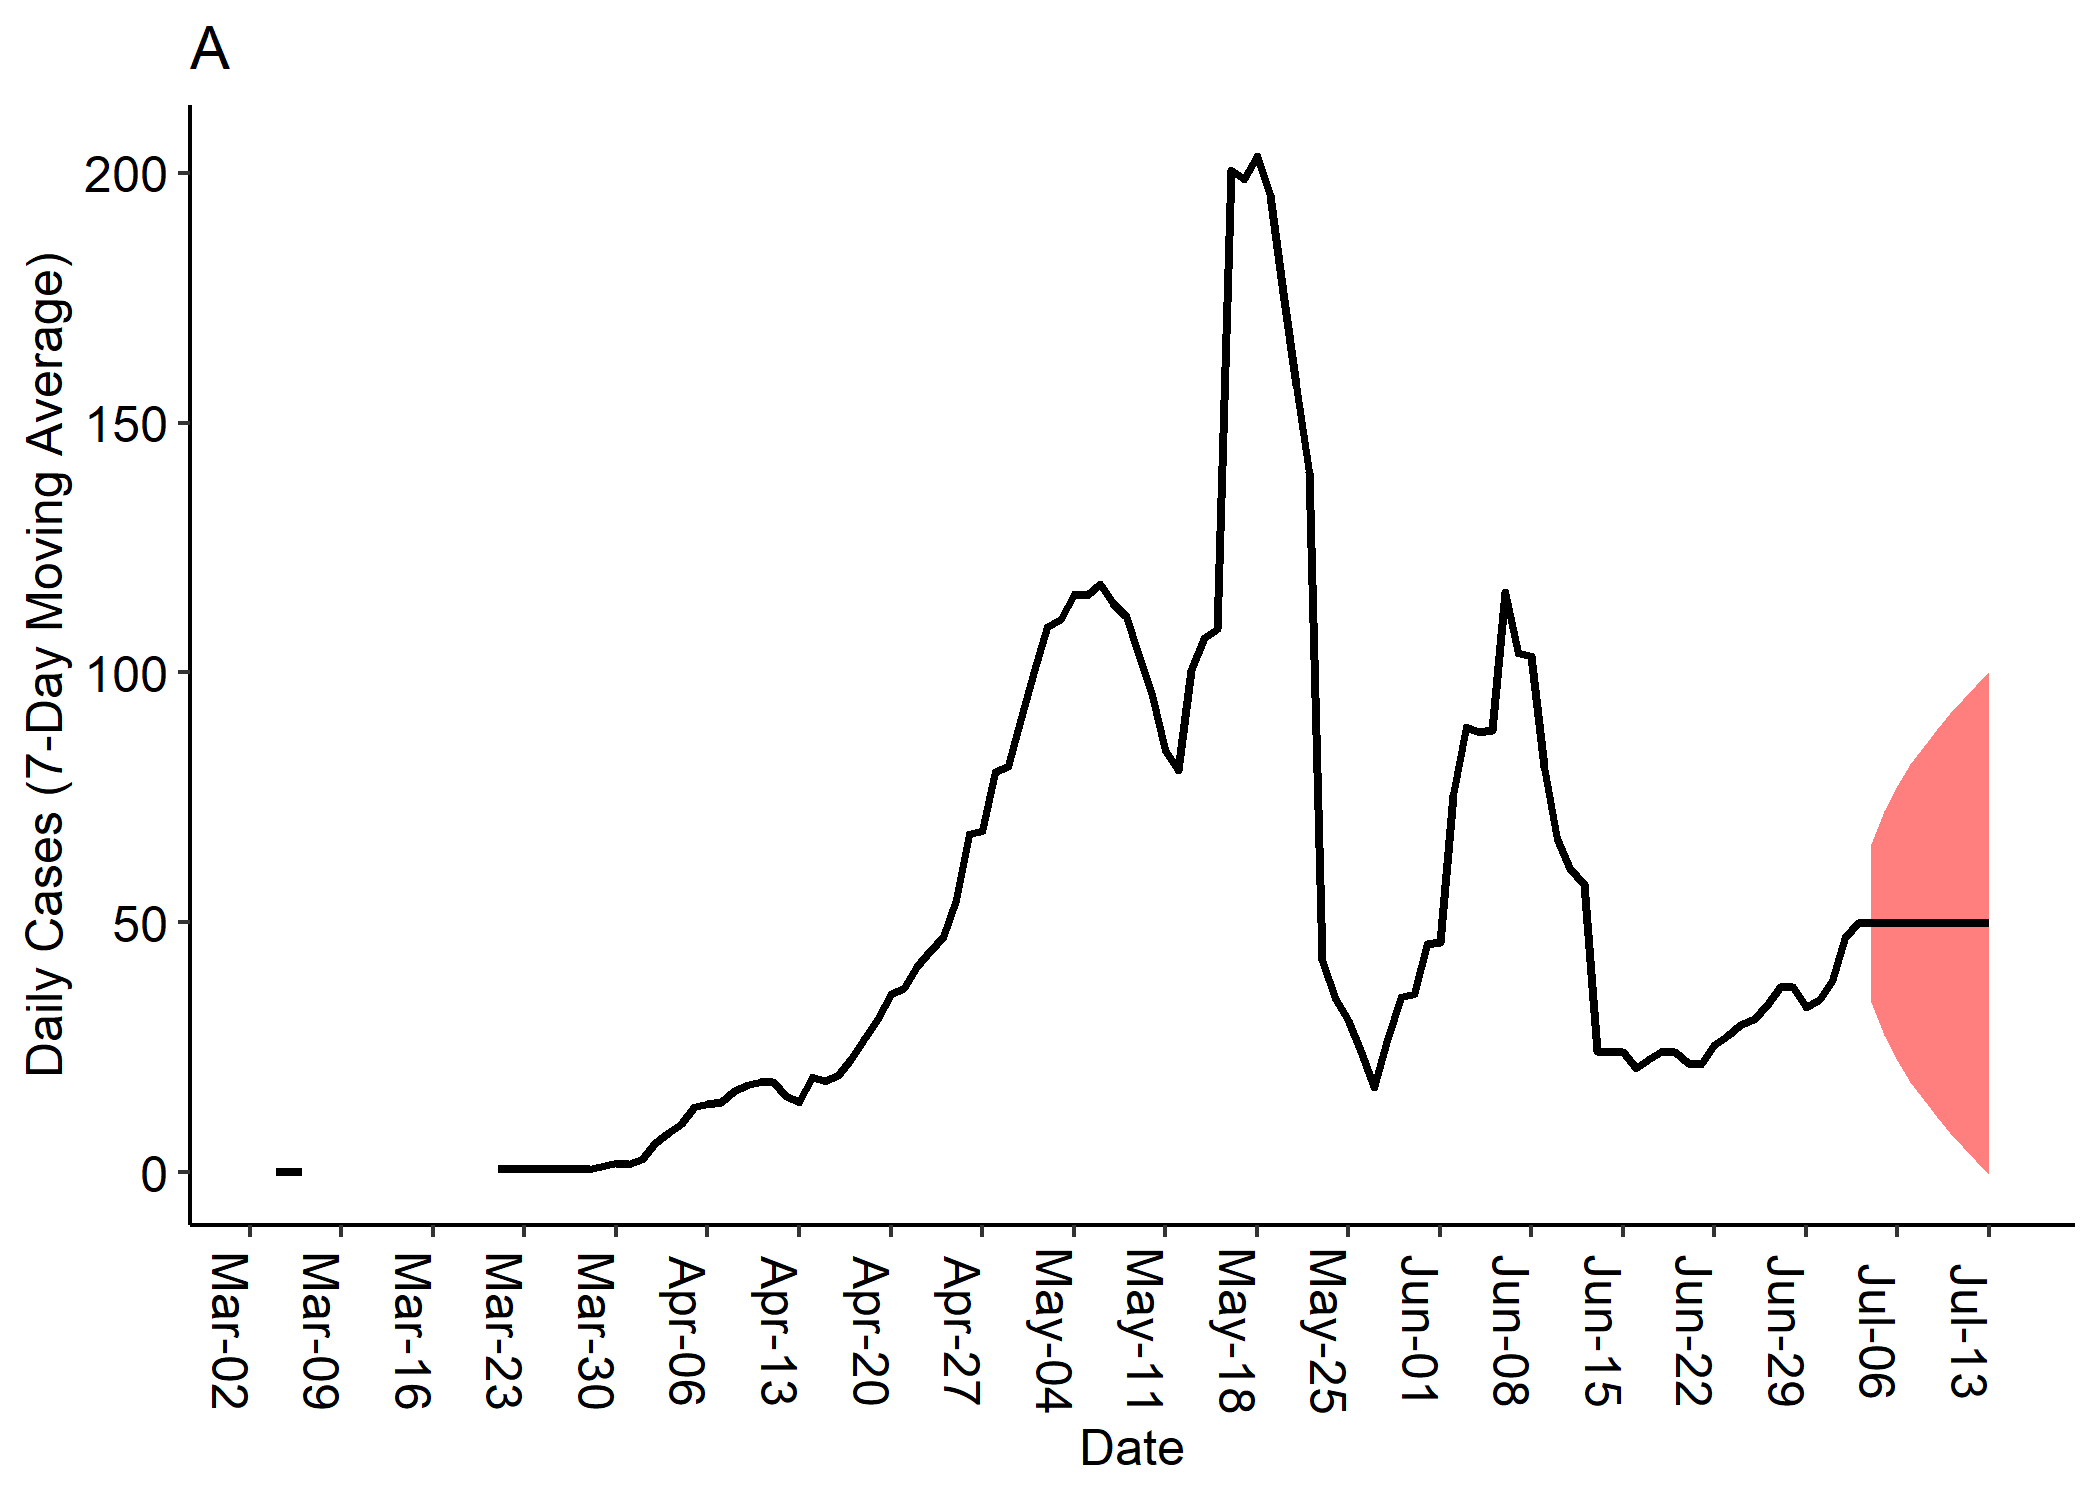 A
Daily Cases (7-Day Moving Average)
200
150
100
50
0
Mar-02
Mar-09
Mar-16
Mar-23
Mar-30
Apr-06
Apr-13
Apr-20
Apr-27
May-04
May-11
May-18
May-25
Jun-01
Jun-08
Jun-15
Jun-22
Jun-29
Jul-06
Jul-13
Date